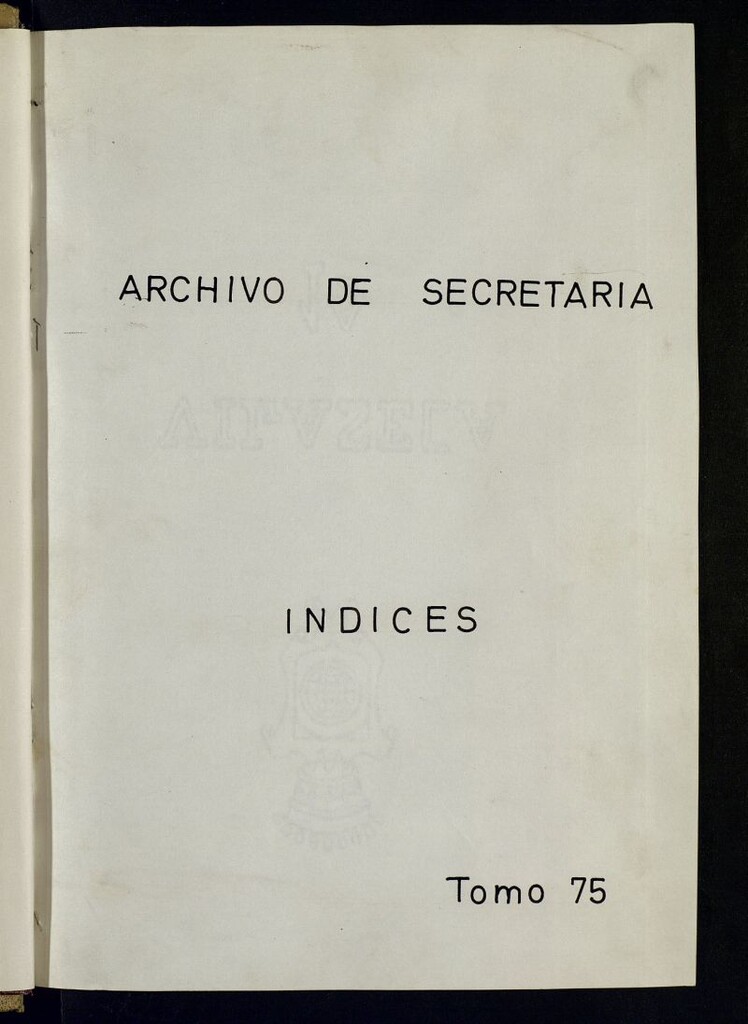 ARCHIVO DE SECRETARIA
INDICES
Tomo 75